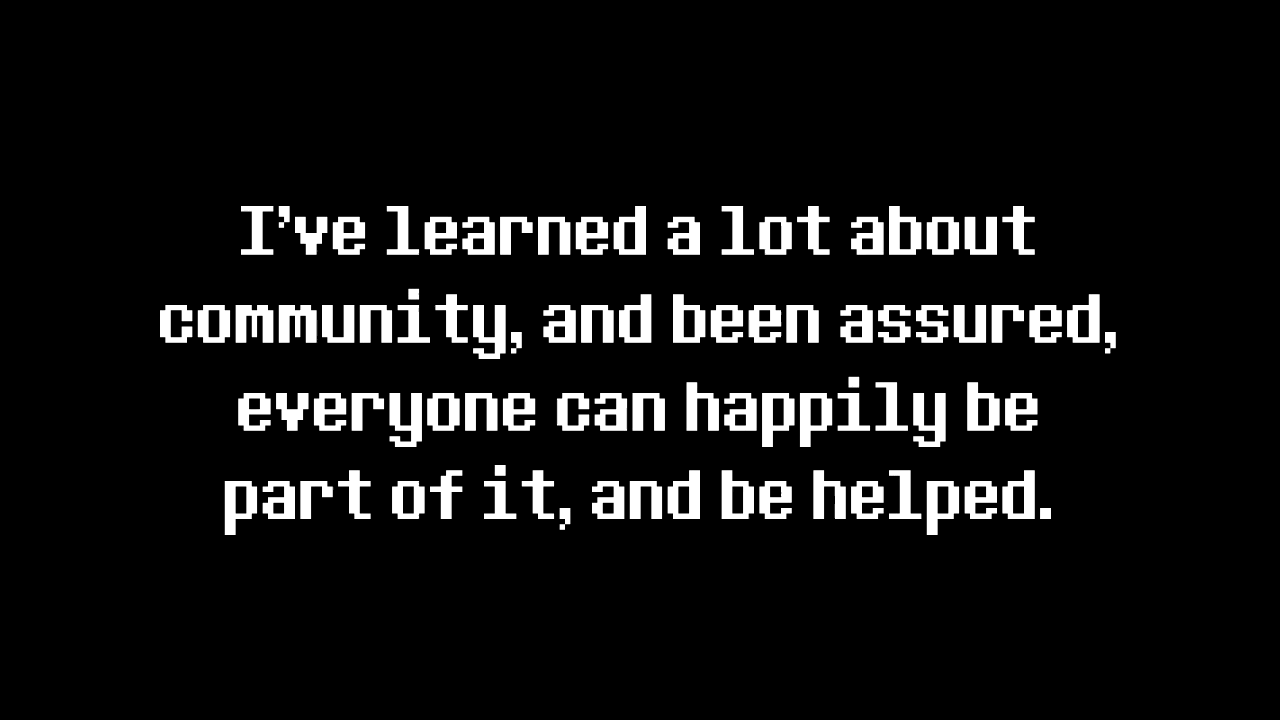 I've learned a lot about
community, and been assured,
everyone can happily be
part of it, and be helped.